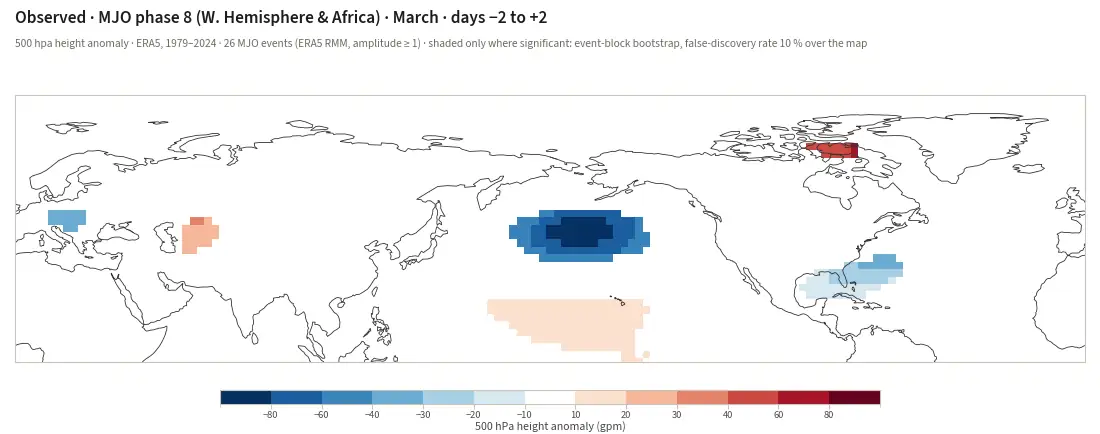 Observed · MJO phase 8 (W. Hemisphere & Africa) · March · days −2 to +2
500 hpa height anomaly · ERA5, 1979–2024 · 26 MJO events (ERA5 RMM, amplitude ≥ 1) · shaded only where significant: event-block bootstrap, false-discovery rate 10 % over the map
−80 −60 −40 −30 −20 −10 10 20 30 40 60 80
500 hPa height anomaly (gpm)